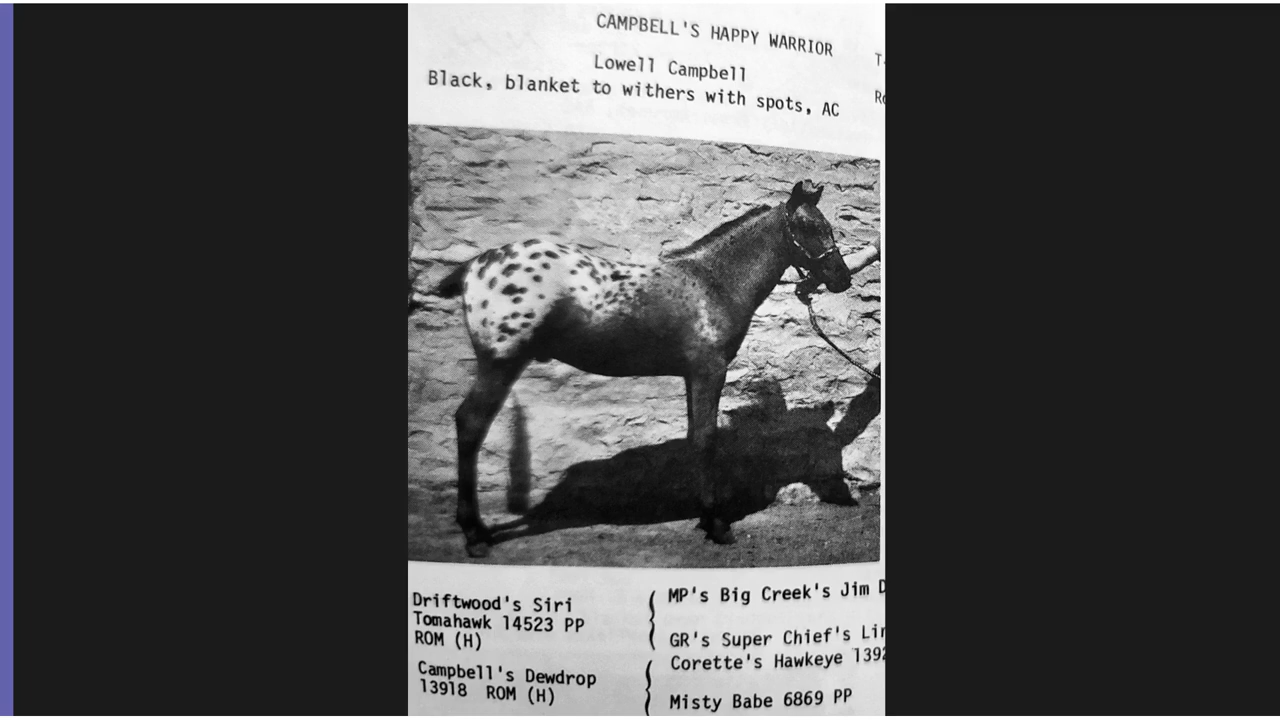 CAMPBELL'S HAPPY WARRIOR
Lowell Campbell
Black, blanket to withers with spots, AC
Driftwood's Siri
Tomahawk 14523 PP
ROM (H)
Campbell's Dewdrop
13918 ROM (H)
MP's Big Creek's Jim
GR's Super Chief's
Corette's Hawkeye
Misty Babe 6869 PP